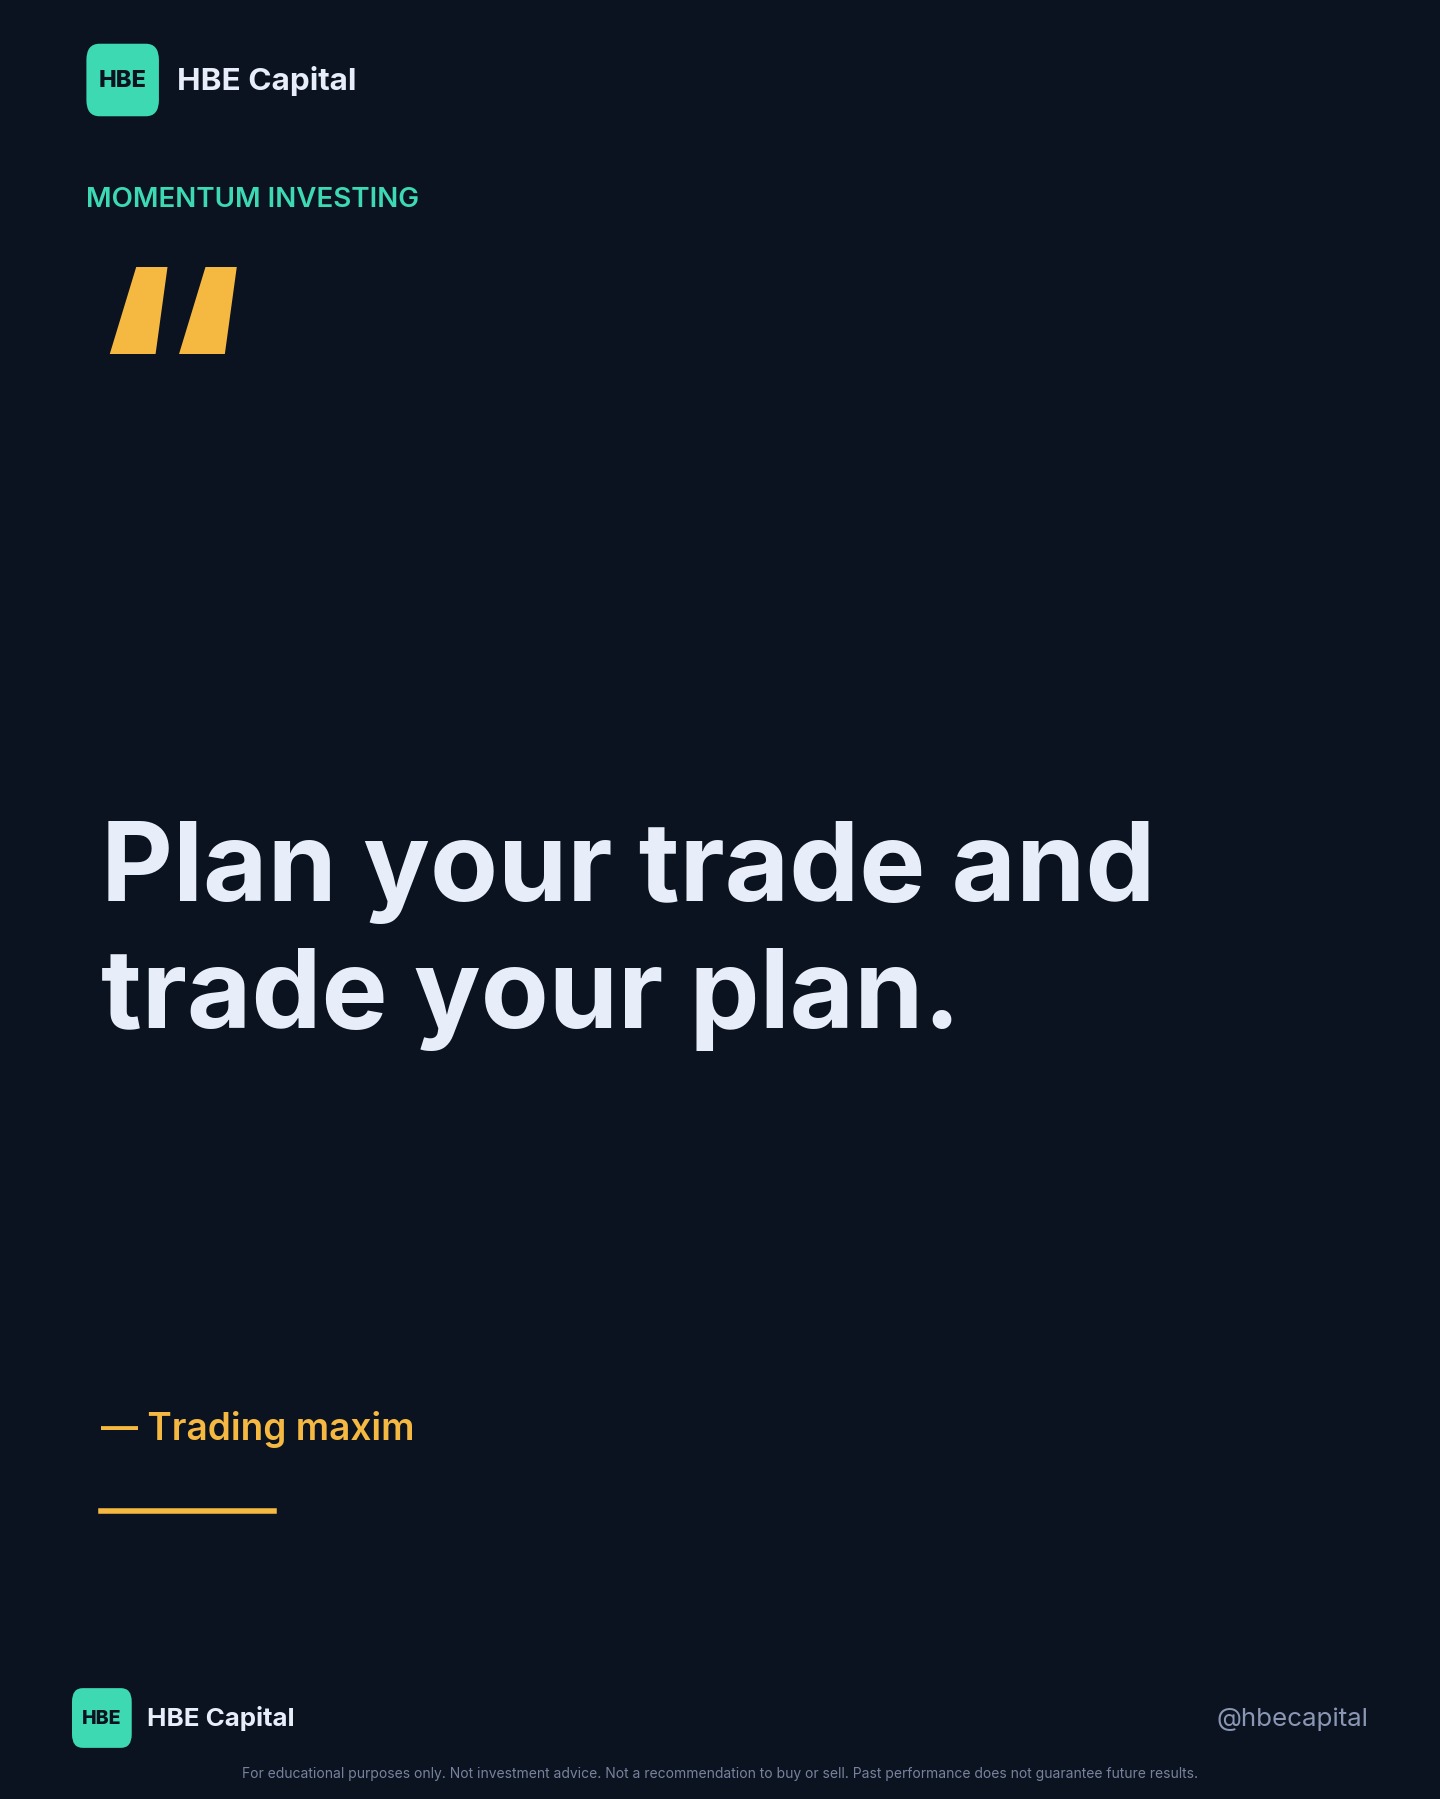 HBE HBE Capital
MOMENTUM INVESTING
"
Plan your trade and
trade your plan.
— Trading maxim
HBE HBE Capital
@hbecapital
For educational purposes only. Not investment advice. Not a recommendation to buy or sell. Past performance does not guarantee future results.